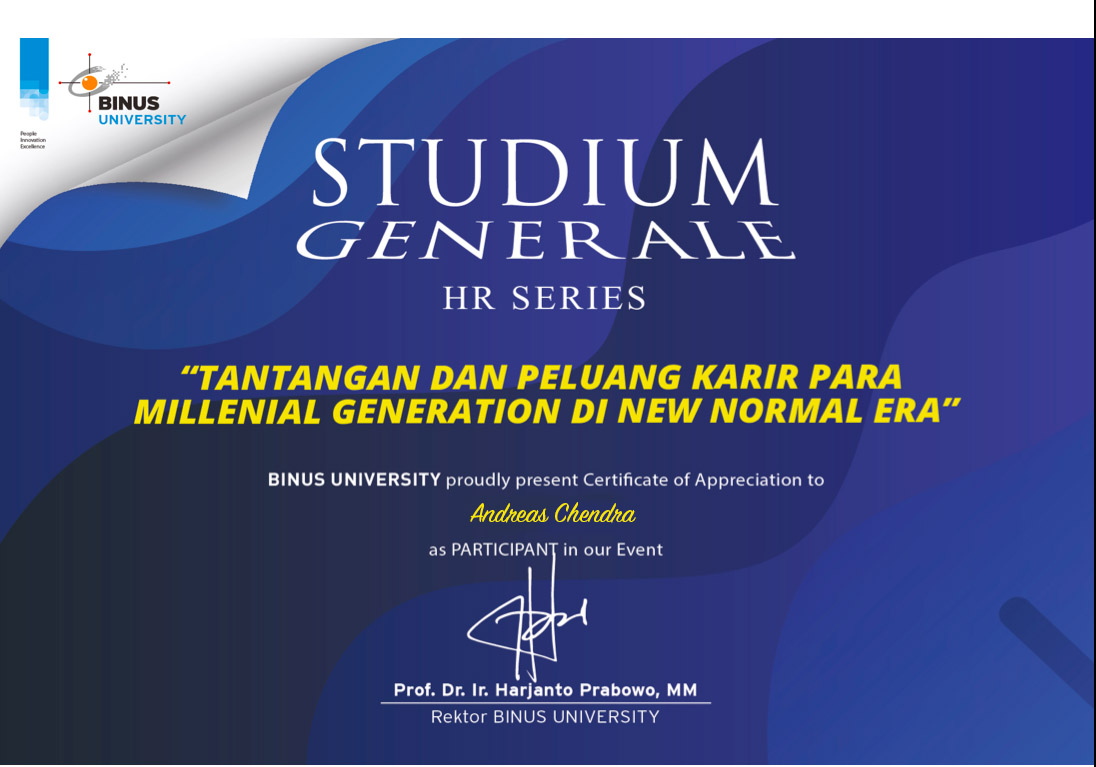 People
Innovation
Excellence
BINUS
UNIVERSITY
STUDIUM
GENERALE
HR SERIES
“TANTANGAN DAN PELUANG KARIR PARA
MILLENIAL GENERATION DI NEW NORMAL ERA”
BINUS UNIVERSITY proudly present Certificate of Appreciation to
Andreas Chendra
as PARTICIPANT in our Event
Prof. Dr. Ir. Harjanto Prabowo, MM
Rektor BINUS UNIVERSITY